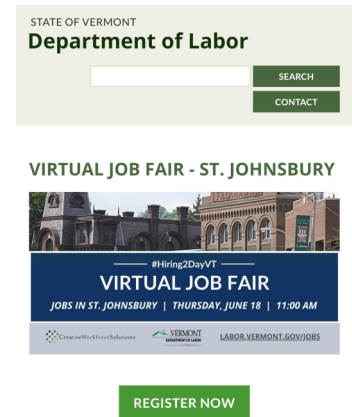 STATE OF VERMONT
Department of Labor
SEARCH
CONTACT
VIRTUAL JOB FAIR - ST. JOHNSBURY
#Hiring2DayVT
VIRTUAL JOB FAIR
JOBS IN ST. JOHNSBURY | THURSDAY, JUNE 18 | 11:00 AM
CreativeWorkforceSolutions VERMONT LABOR.VERMONT.GOV/JOBS
DEPARTMENT OF LABOR
REGISTER NOW